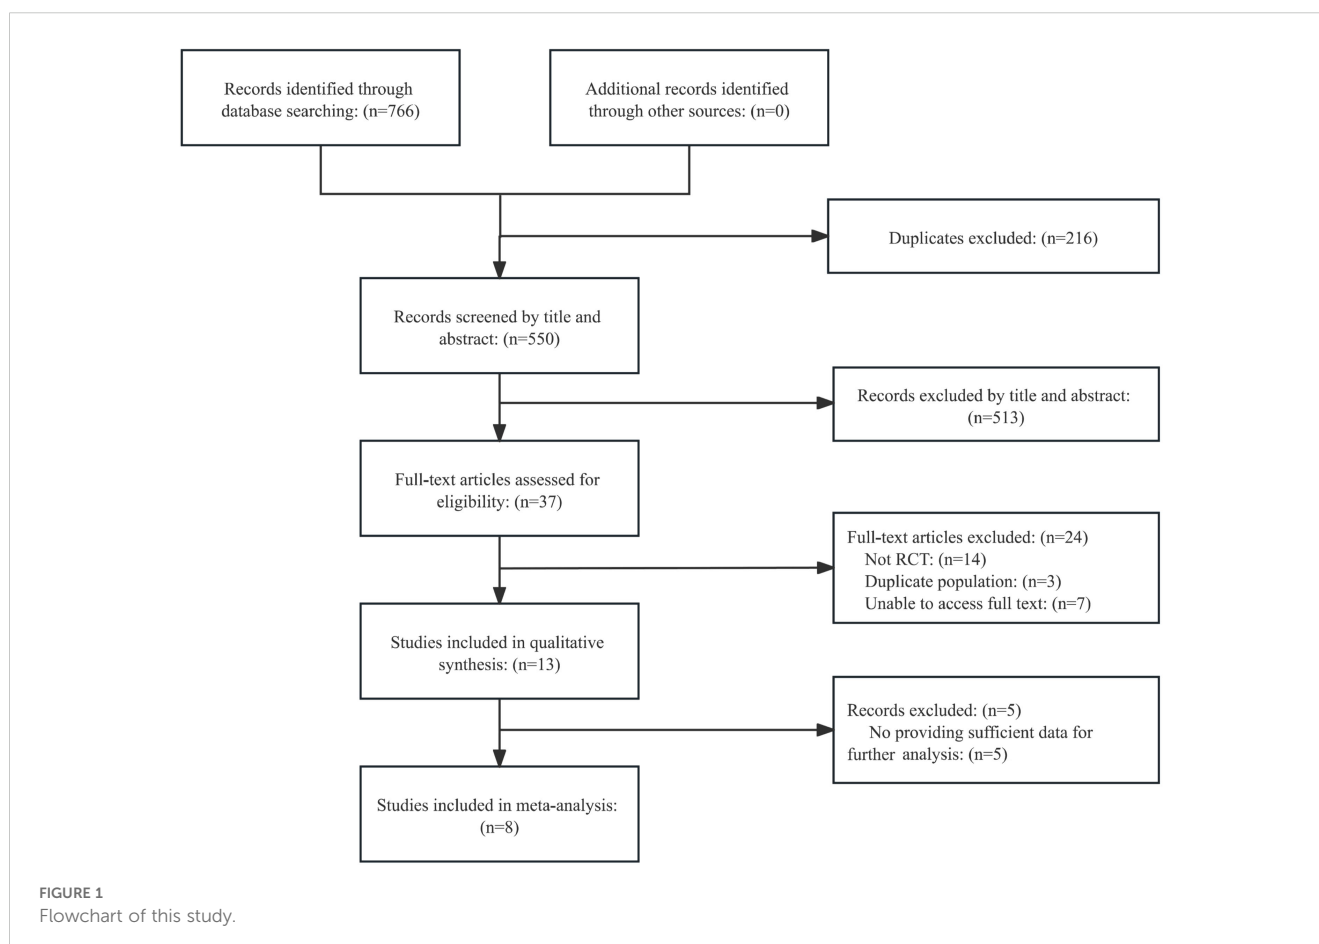 Records identified through
database searching: (n=766)
Additional records identified
through other sources: (n=0)
Duplicates excluded: (n=216)
Records screened by title and
abstract: (n=550)
Records excluded by title and abstract:
(n=513)
Full-text articles assessed for
eligibility: (n=37)
Full-text articles excluded: (n=24)
Not RCT: (n=14)
Duplicate population: (n=3)
Unable to access full text: (n=7)
Studies included in qualitative
synthesis: (n=13)
Records excluded: (n=5)
No providing sufficient data for
further analysis: (n=5)
Studies included in meta-analysis:
(n=8)
FIGURE 1
Flowchart of this study.